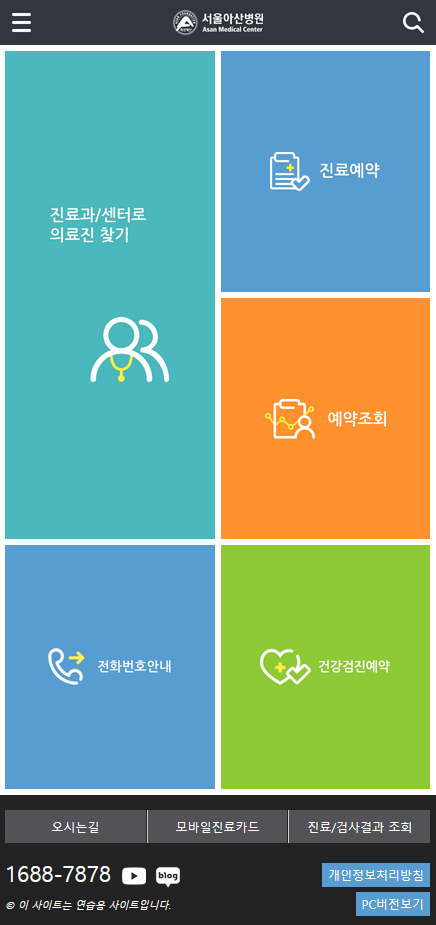 서울아산병원
Asan Medical Center
진료과/센터로
의료진 찾기
진료예약
예약조회
전화번호안내
건강검진예약
오시는길
모바일진료카드
진료/검사결과 조회
1688-7878
blog
개인정보처리방침
© 이 사이트는 연습용 사이트입니다.
PC버전보기